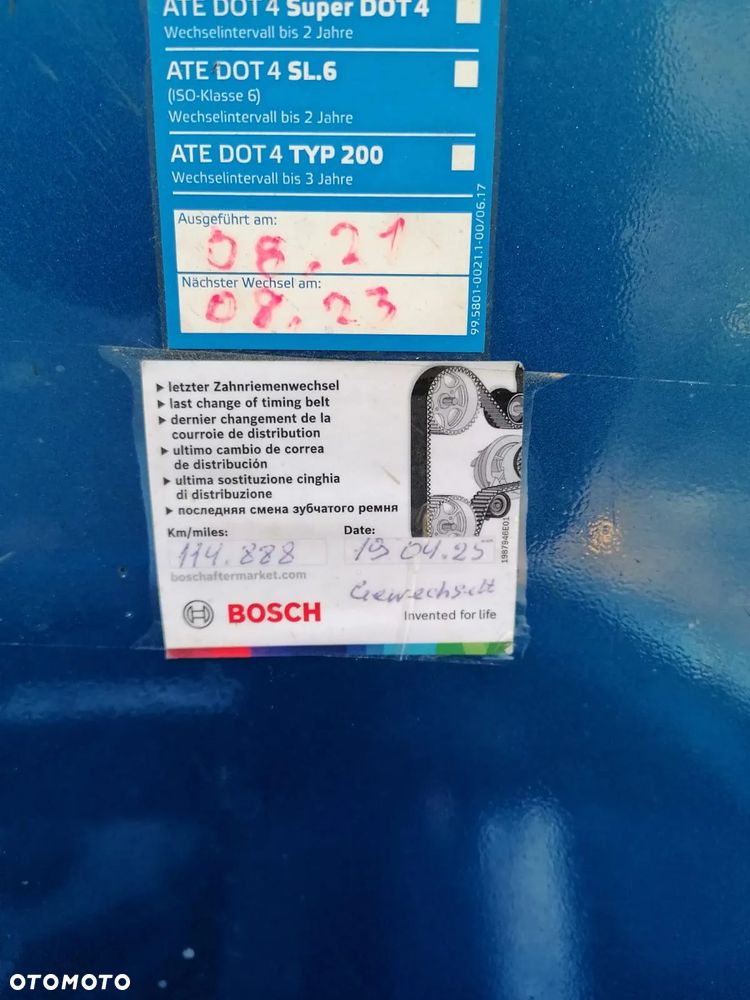 ATE DOT 4 Super DOT 4
Wechselintervall bis 2 Jahre
ATE DOT 4 SL.6
(ISO-Klasse 6)
Wechselintervall bis 2 Jahre
ATE DOT 4 TYP 200
Wechselintervall bis 3 Jahre
Ausgeführt am:
08.21
Nächster Wechsel am:
08.23
99.5801-0021.1-00/06.17
▶ letzter Zahnriemenwechsel
▶ last change of timing belt
▶ dernier changement de la
courroie de distribution
▶ ultimo cambio de correa
de distribución
▶ ultima sostituzione cinghia
di distribuzione
▶ последняя смена зубчатого ремня
Km/miles:
Date:
114.888
19 04.25
1987946E01
boschaftermarket.com
Gewechselt
BOSCH
Invented for life
OTOMOTO